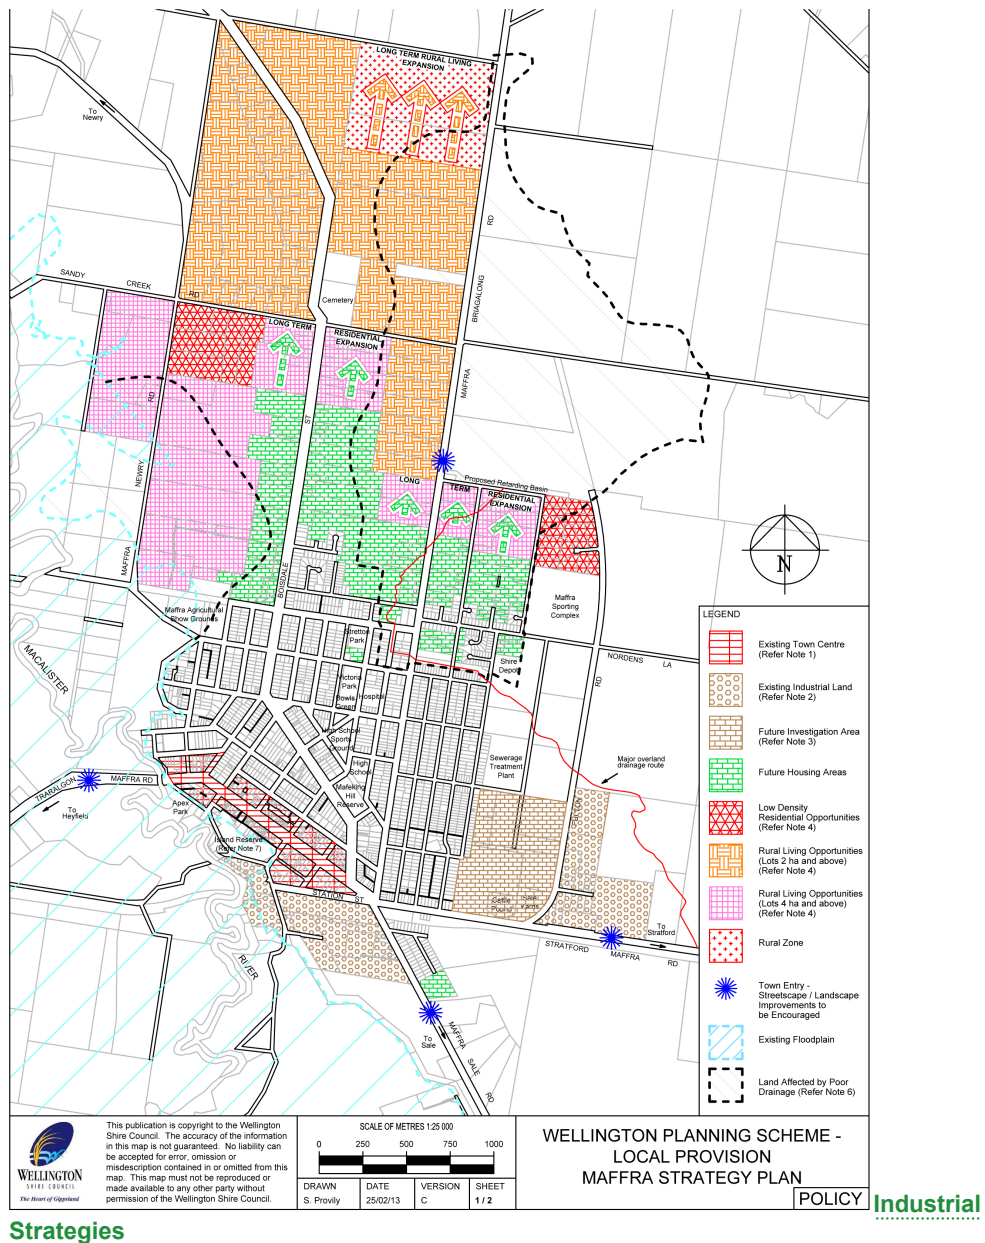 LONG TERM RURAL LIVING
EXPANSION
To
Newry
RD
SANDY
CREEK
RD
Cemetery
BRIAGALONG
LONG TERM
RESIDENTIAL
EXPANSION
MAFFRA
RD
ST
NEWRY
LONG
TERM
Proposed Retarding Basin
RESIDENTIAL
EXPANSION
MAFFRA
BOISDALE
Maffra
Sporting
Complex
Maffra Agricultural
Show Grounds
Stretton
Park
MACALISTER
NORDENS
LA
Shire
Depot
RD
Victoria
Park
Bowls
Green
Hospital
High School
Sports
Ground
High
School
Sewerage
Treatment
Plant
Major overland
drainage route
TRARALGON
MAFFRA RD
To
Heyfield
Apex
Park
Mafeking
Hill
Reserve
Island Reserve
(Refer Note 7)
STATION
ST
Cattle
Pound
Sale
Yards
To
Stratford
STRATFORD
MAFFRA
RD
RIVER
To
Sale
MAFFRA
SALE
RD
N
LEGEND
Existing Town Centre
(Refer Note 1)
Existing Industrial Land
(Refer Note 2)
Future Investigation Area
(Refer Note 3)
Future Housing Areas
Low Density
Residential Opportunities
(Refer Note 4)
Rural Living Opportunities
(Lots 2 ha and above)
(Refer Note 4)
Rural Living Opportunities
(Lots 4 ha and above)
(Refer Note 4)
Rural Zone
Town Entry -
Streetscape / Landscape
Improvements to
be Encouraged
Existing Floodplain
Land Affected by Poor
Drainage (Refer Note 6)
WELLINGTON
SHIRE COUNCIL
The Heart of Gippsland
This publication is copyright to the Wellington
Shire Council. The accuracy of the information
in this map is not guaranteed. No liability can
be accepted for error, omission or
misdescription contained in or omitted from this
map. This map must not be reproduced or
made available to any other party without
permission of the Wellington Shire Council.
SCALE OF METRES 1:25 000
0 250 500 750 1000
DRAWN DATE VERSION SHEET
S. Provily 25/02/13 C 1 / 2
WELLINGTON PLANNING SCHEME -
LOCAL PROVISION
MAFFRA STRATEGY PLAN
POLICY
Industrial
Strategies